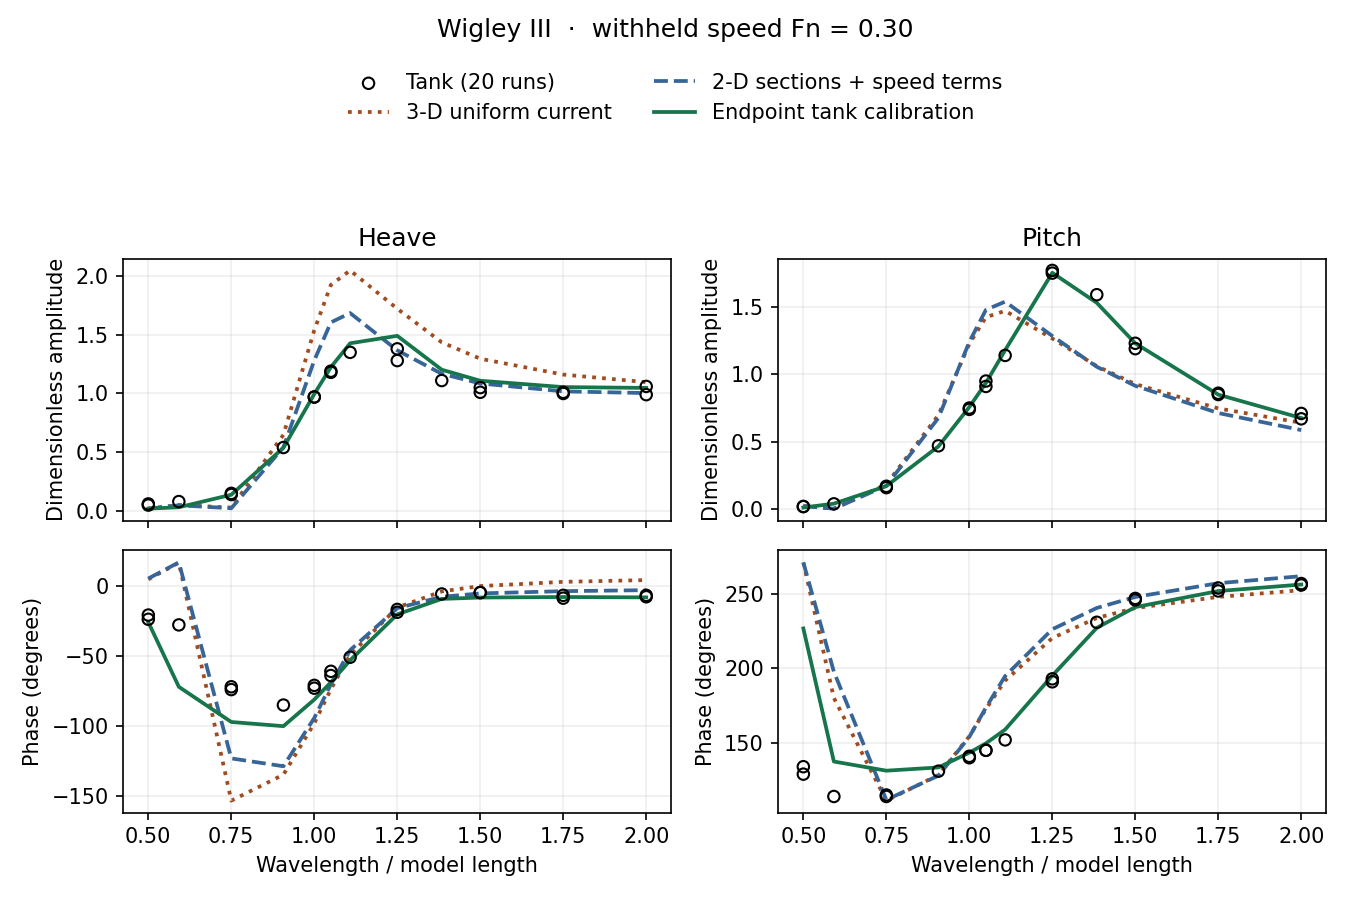 Wigley III · withheld speed Fn = 0.30
Tank (20 runs)
3-D uniform current
2-D sections + speed terms
Endpoint tank calibration
Heave
Dimensionless amplitude
2.0
1.5
1.0
0.5
0.0
Pitch
Dimensionless amplitude
1.5
1.0
0.5
0.0
Phase (degrees)
0
−50
−100
−150
0.50 0.75 1.00 1.25 1.50 1.75 2.00
Wavelength / model length
Phase (degrees)
250
200
150
0.50 0.75 1.00 1.25 1.50 1.75 2.00
Wavelength / model length